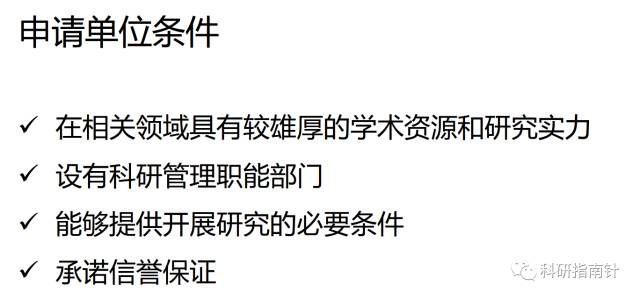 申请单位条件
✓ 在相关领域具有较雄厚的学术资源和研究实力
✓ 设有科研管理职能部门
✓ 能够提供开展研究的必要条件
✓ 承诺信誉保证
科研指南针